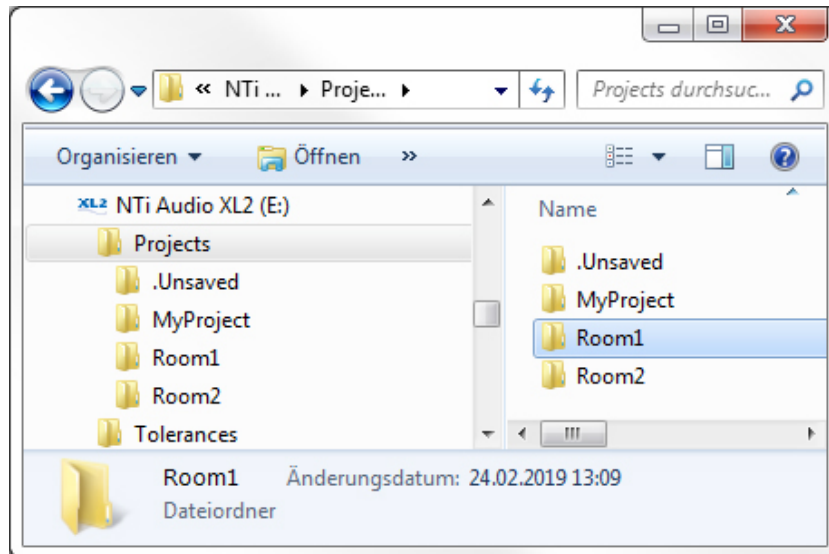 « NTi ... Proje... Projects durchsuc...
Organisieren Öffnen »
XL2 NTi Audio XL2 (E:)
Projects
.Unsaved
MyProject
Room1
Room2
Tolerances
Name
.Unsaved
MyProject
Room1
Room2
Room1 Änderungsdatum: 24.02.2019 13:09
Dateiordner